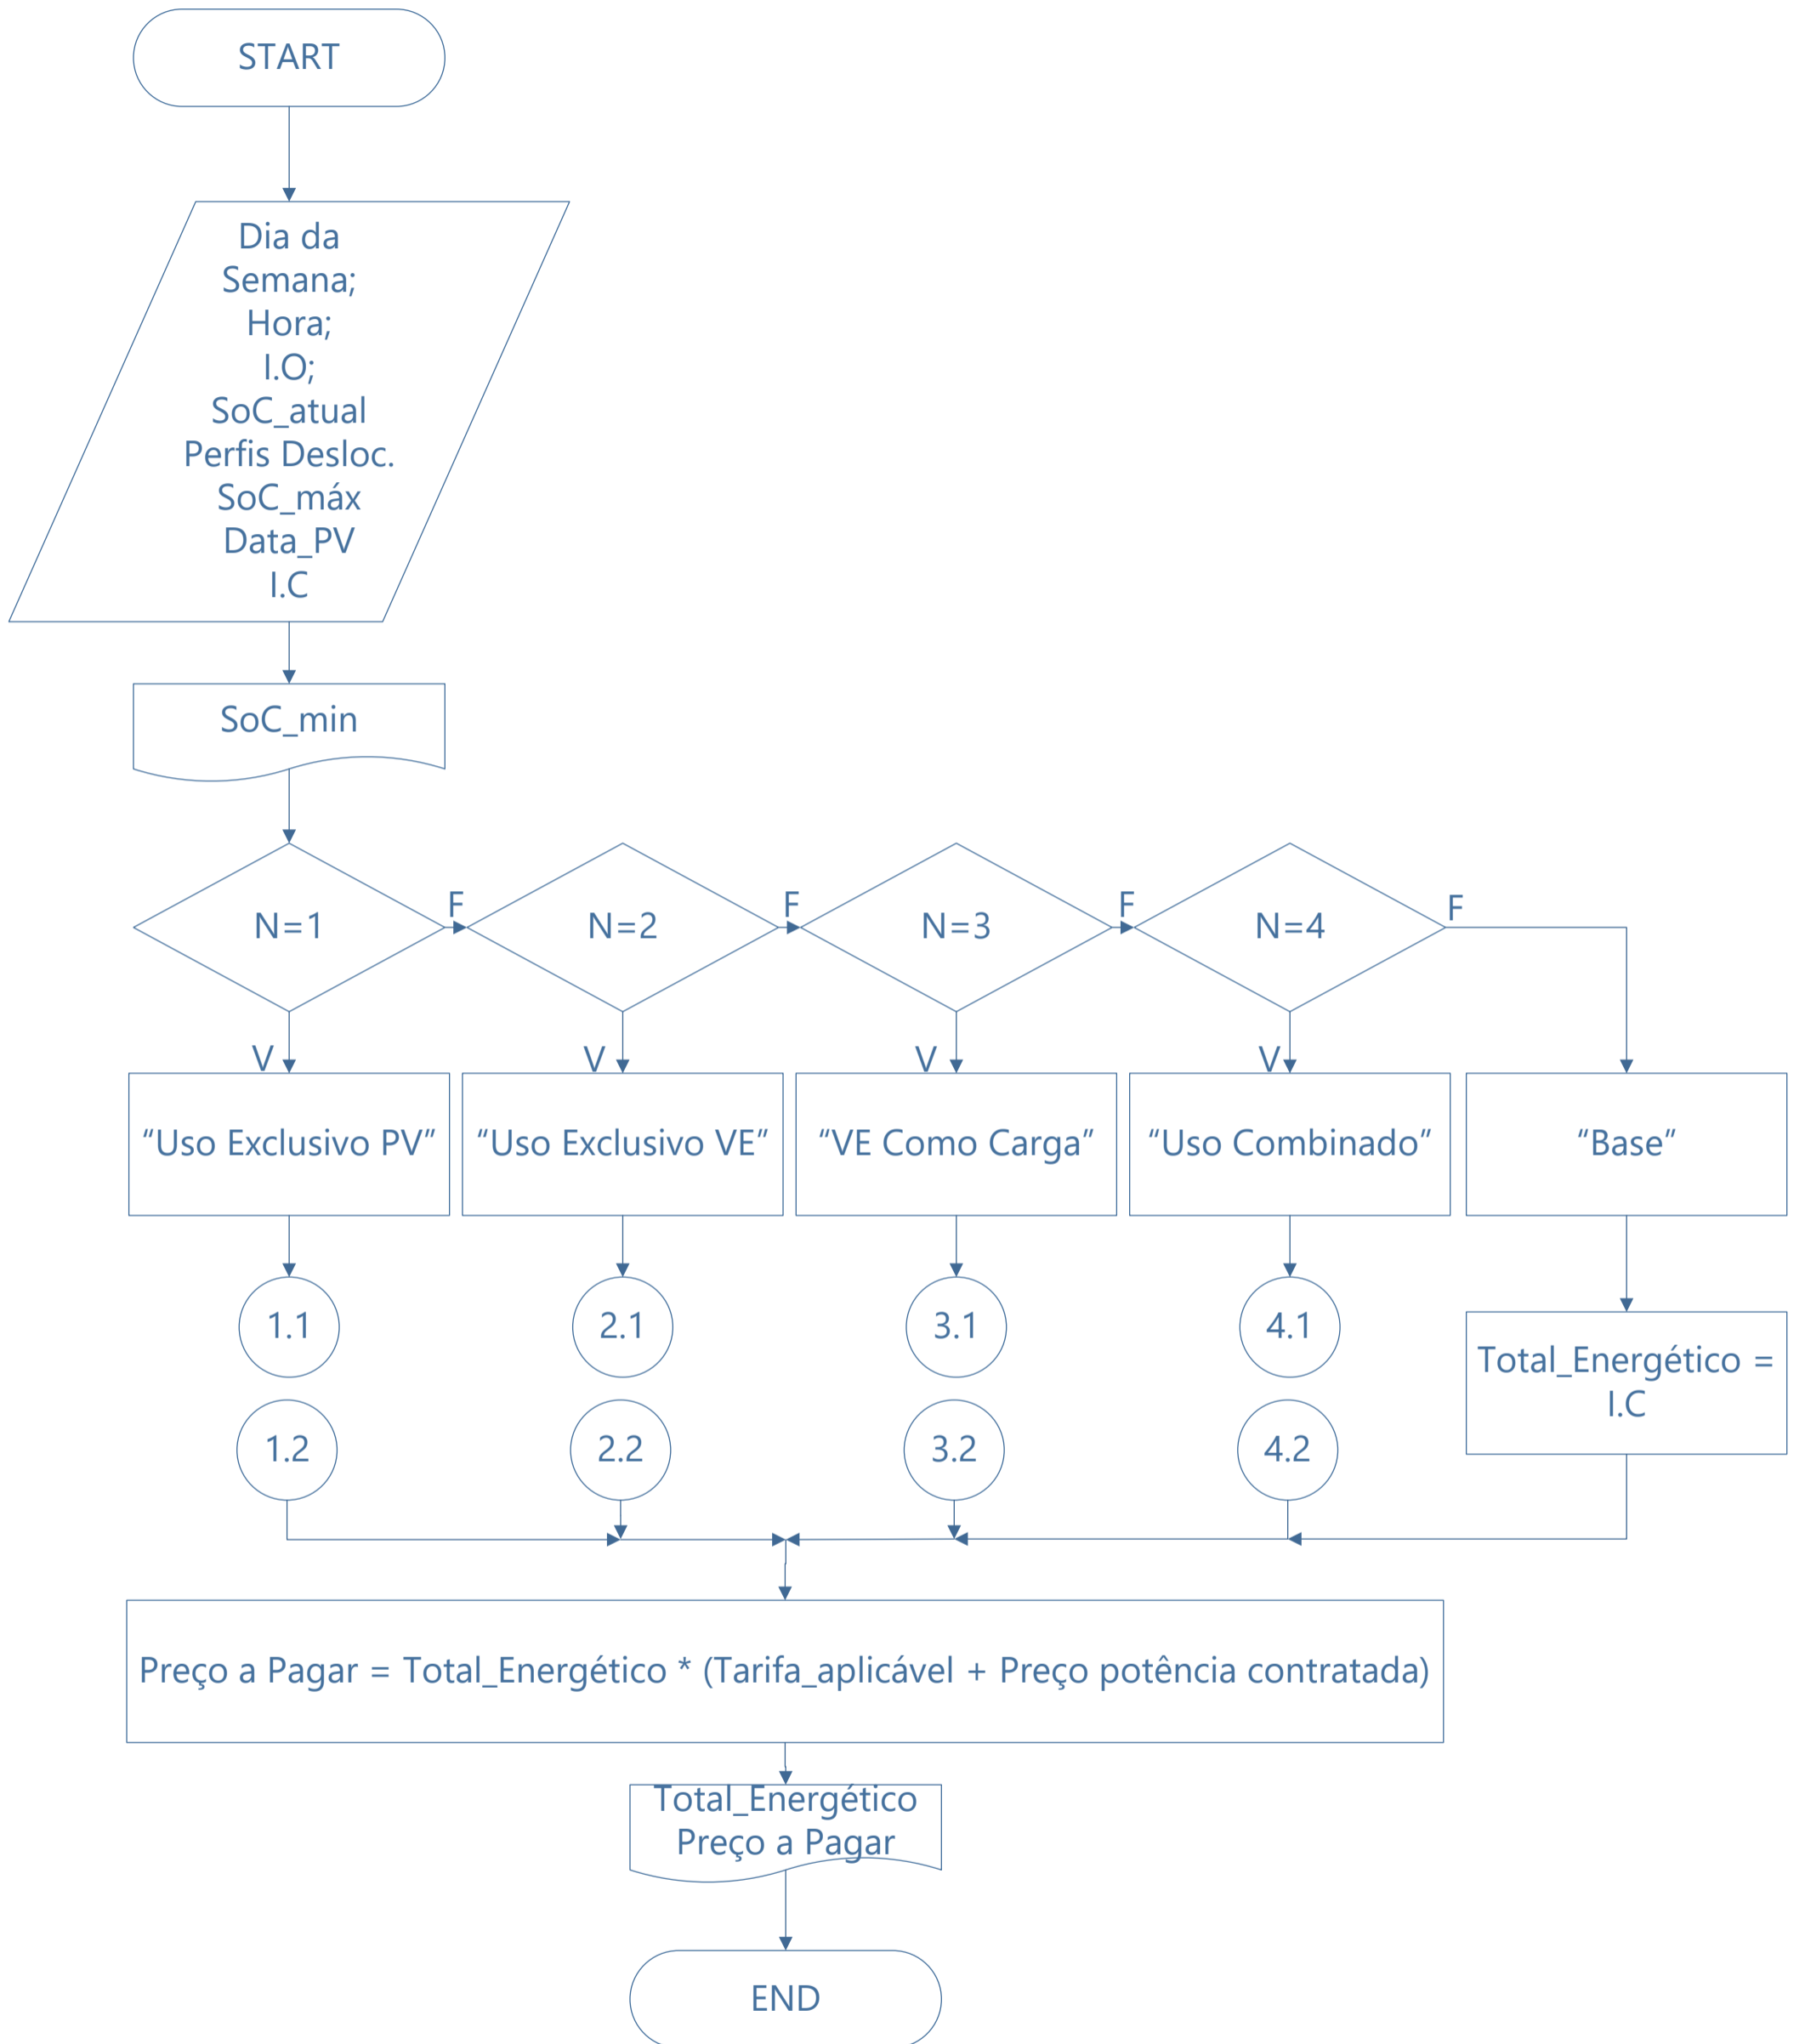 START
Dia da
Semana;
Hora;
I.O;
SoC_atual
Perfis Desloc.
SoC_máx
Data_PV
I.C
SoC_min
N=1
F
N=2
F
N=3
F
N=4
F
V
V
V
V
“Uso Exclusivo PV”
“Uso Exclusivo VE”
“VE Como Carga”
“Uso Combinado”
“Base”
1.1
2.1
3.1
4.1
Total_Energético =
I.C
1.2
2.2
3.2
4.2
Preço a Pagar = Total_Energético * (Tarifa_aplicável + Preço potência contratada)
Total_Energético
Preço a Pagar
END